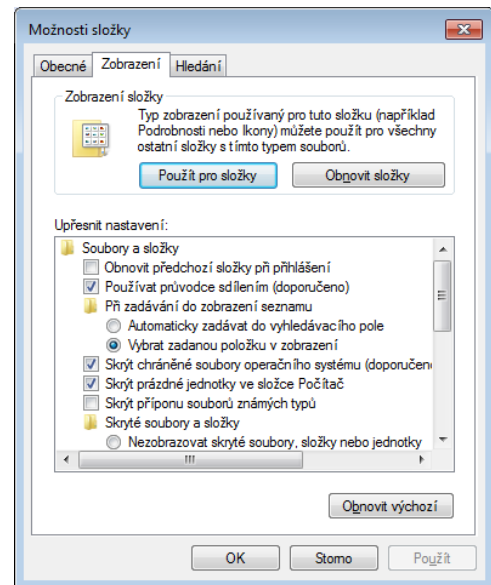 Možnosti složky
Obecné Zobrazení Hledání
Zobrazení složky
Typ zobrazení používaný pro tuto složku (například
Podrobnosti nebo Ikony) můžete použít pro všechny
ostatní složky s tímto typem souborů.
Použít pro složky Obnovit složky
Upřesnit nastavení:
Soubory a složky
Obnovit předchozí složky při přihlášení
Používat průvodce sdílením (doporučeno)
Při zadávání do zobrazení seznamu
Automaticky zadávat do vyhledávacího pole
Vybrat zadanou položku v zobrazení
Skrýt chráněné soubory operačního systému (doporučeno
Skrýt prázdné jednotky ve složce Počítač
Skrýt příponu souborů známých typů
Skryté soubory a složky
Nezobrazovat skryté soubory, složky nebo jednotky
Obnovit výchozí
OK Storno Použít